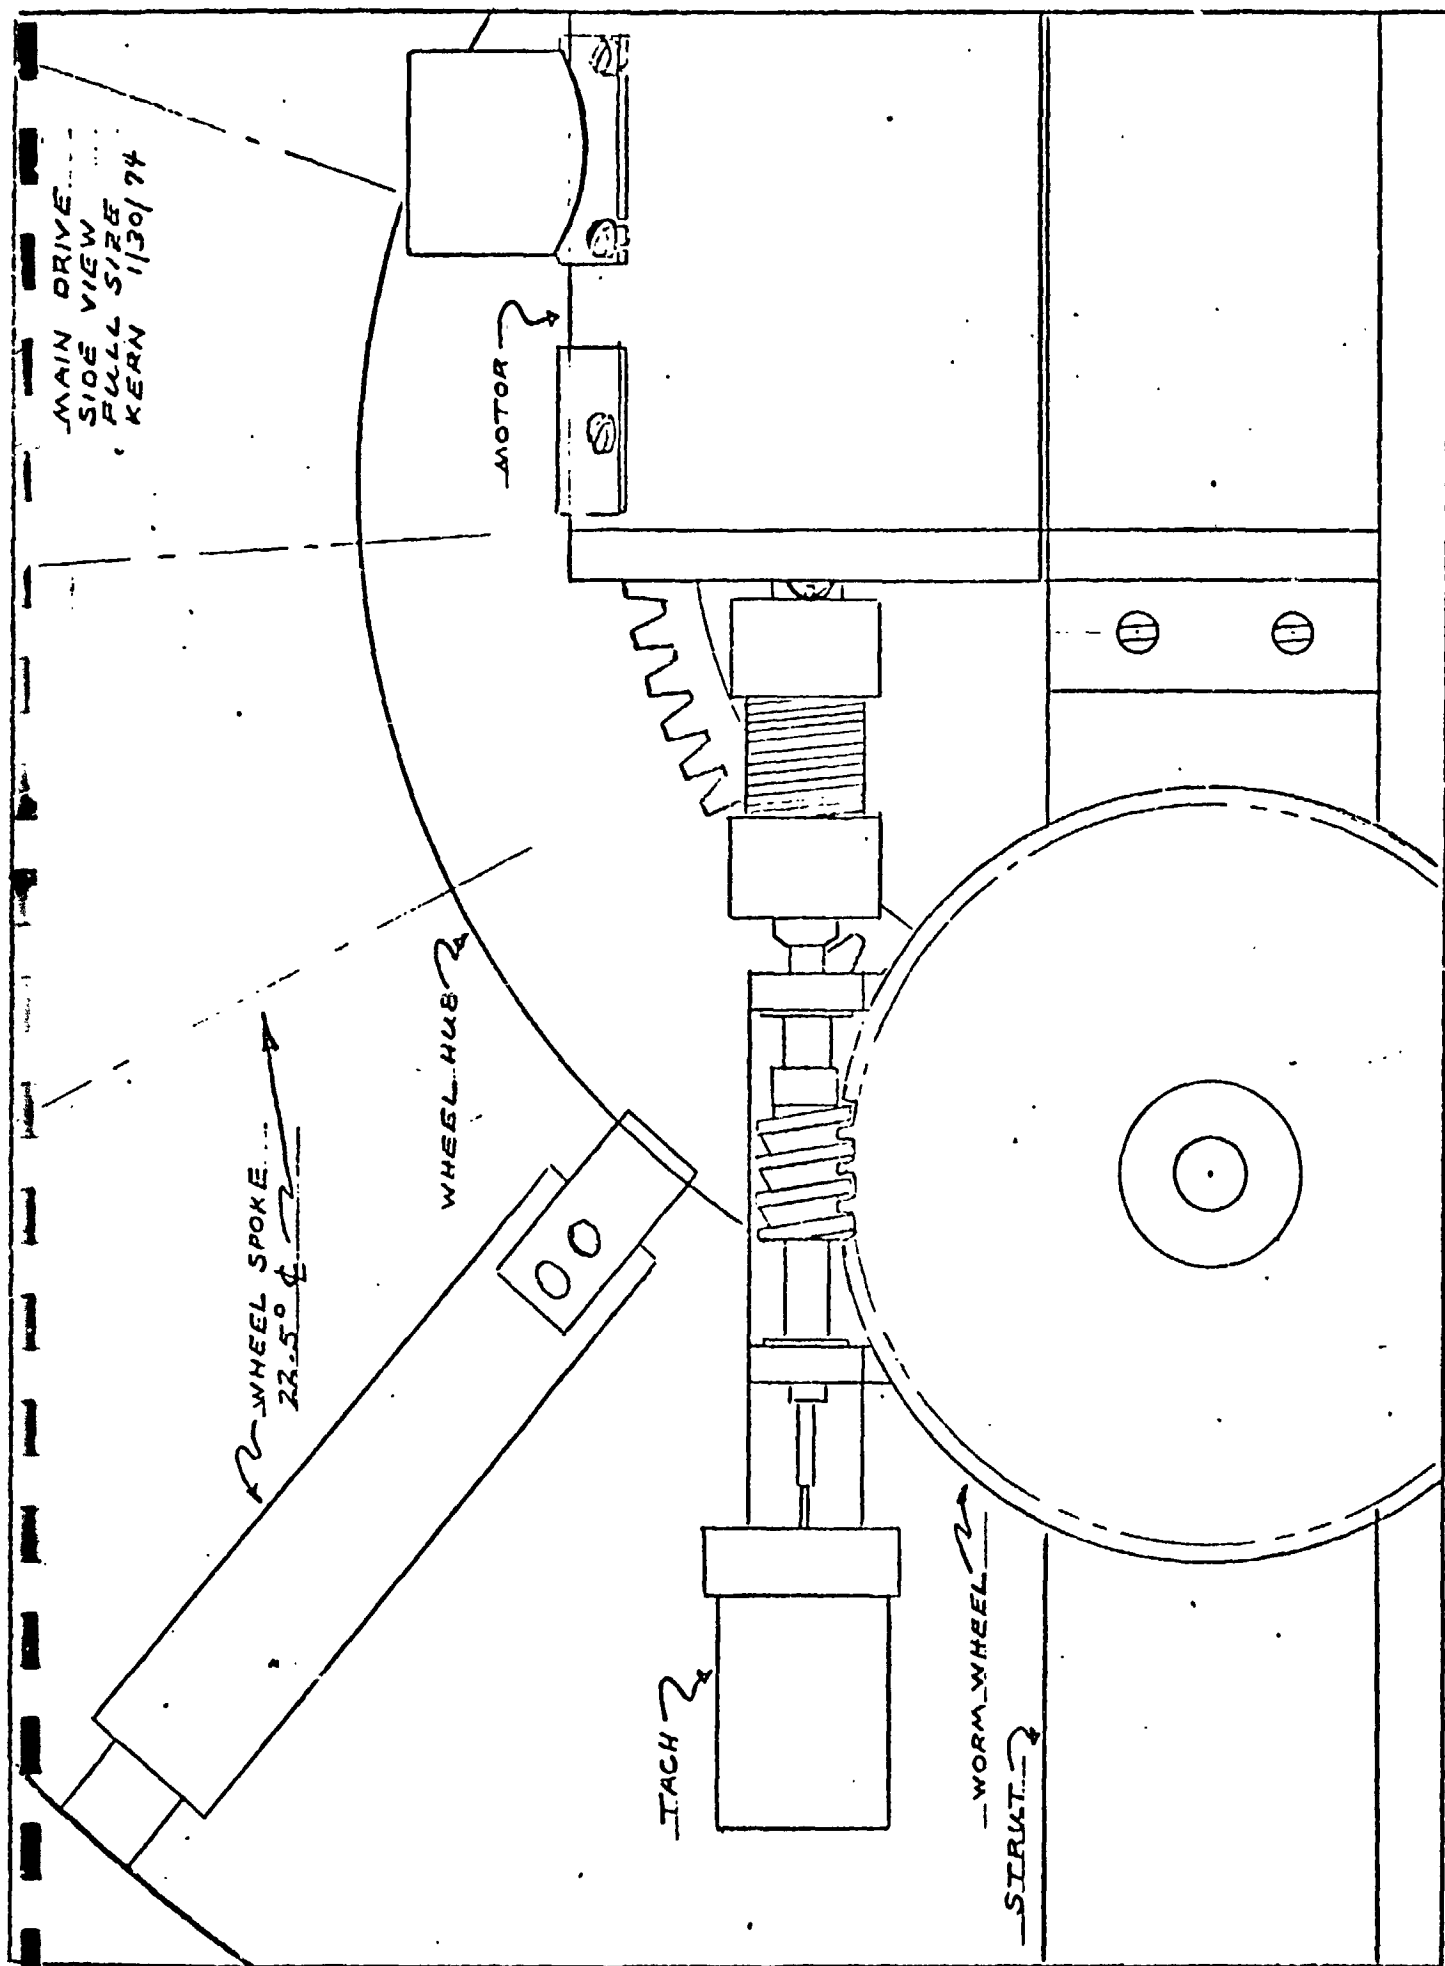 MAIN DRIVE
SIDE VIEW
FULL SIZE
KERN 1/30/74
MOTOR
WHEEL HUB
WHEEL SPOKE
22.5° ℄
TACH
WORM WHEEL
STRUT